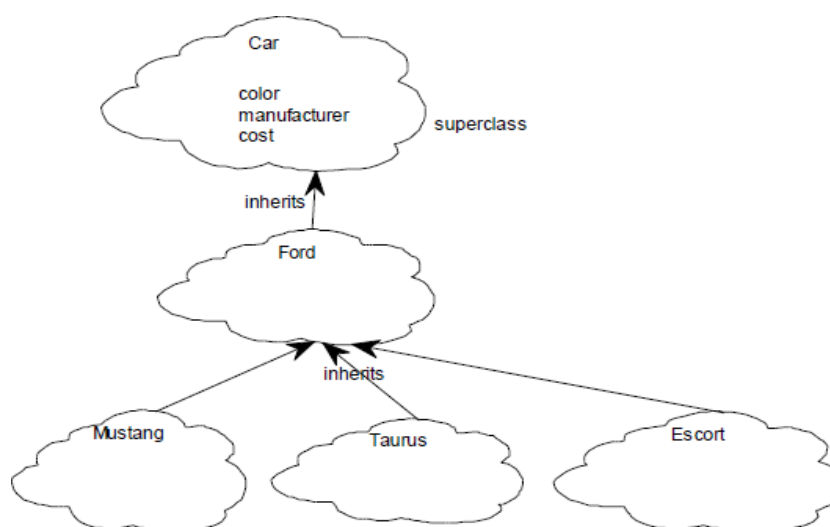 Car
color
manufacturer
cost
superclass
inherits
Ford
inherits
Mustang
Taurus
Escort